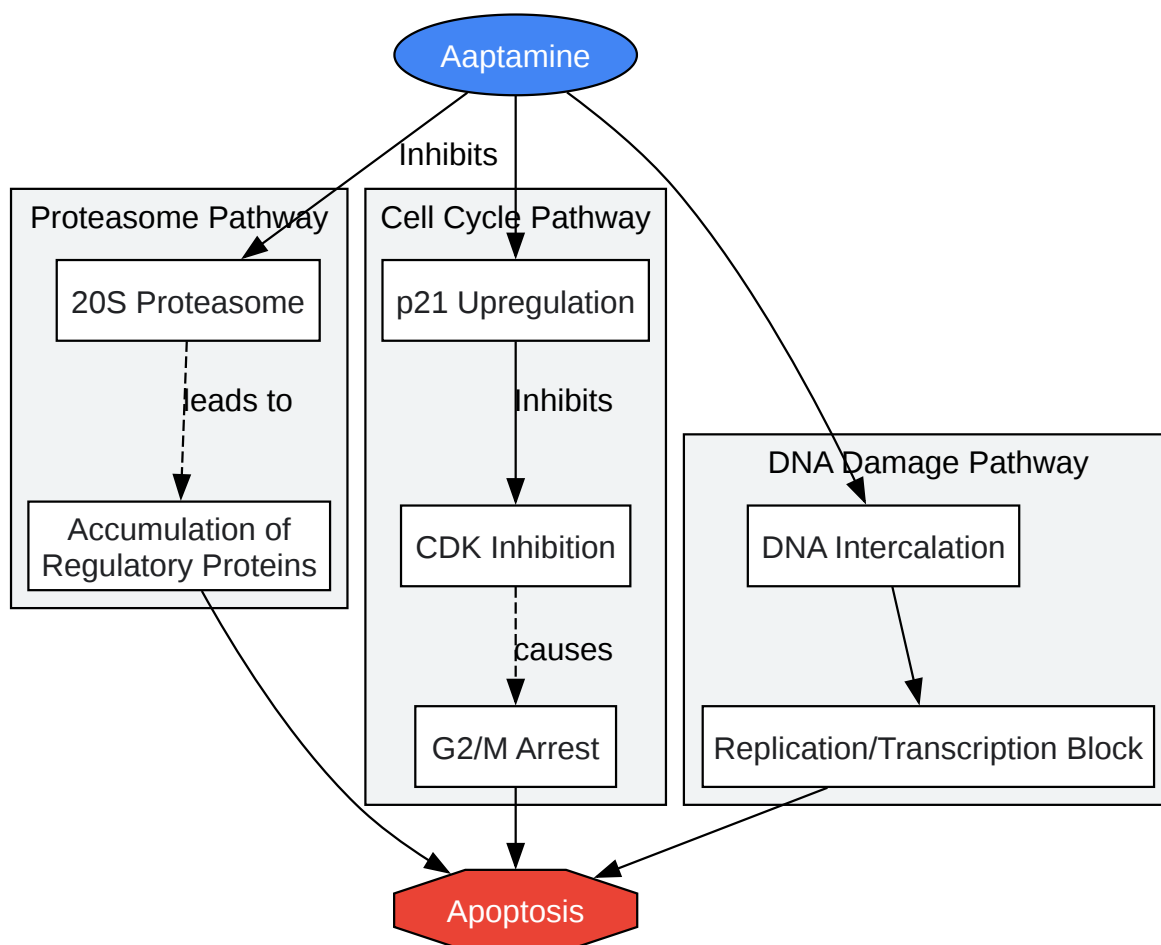 Aaptamine
Inhibits
Proteasome Pathway
Cell Cycle Pathway
20S Proteasome
p21 Upregulation
leads to
Inhibits
DNA Damage Pathway
Accumulation of
Regulatory Proteins
CDK Inhibition
DNA Intercalation
causes
G2/M Arrest
Replication/Transcription Block
Apoptosis